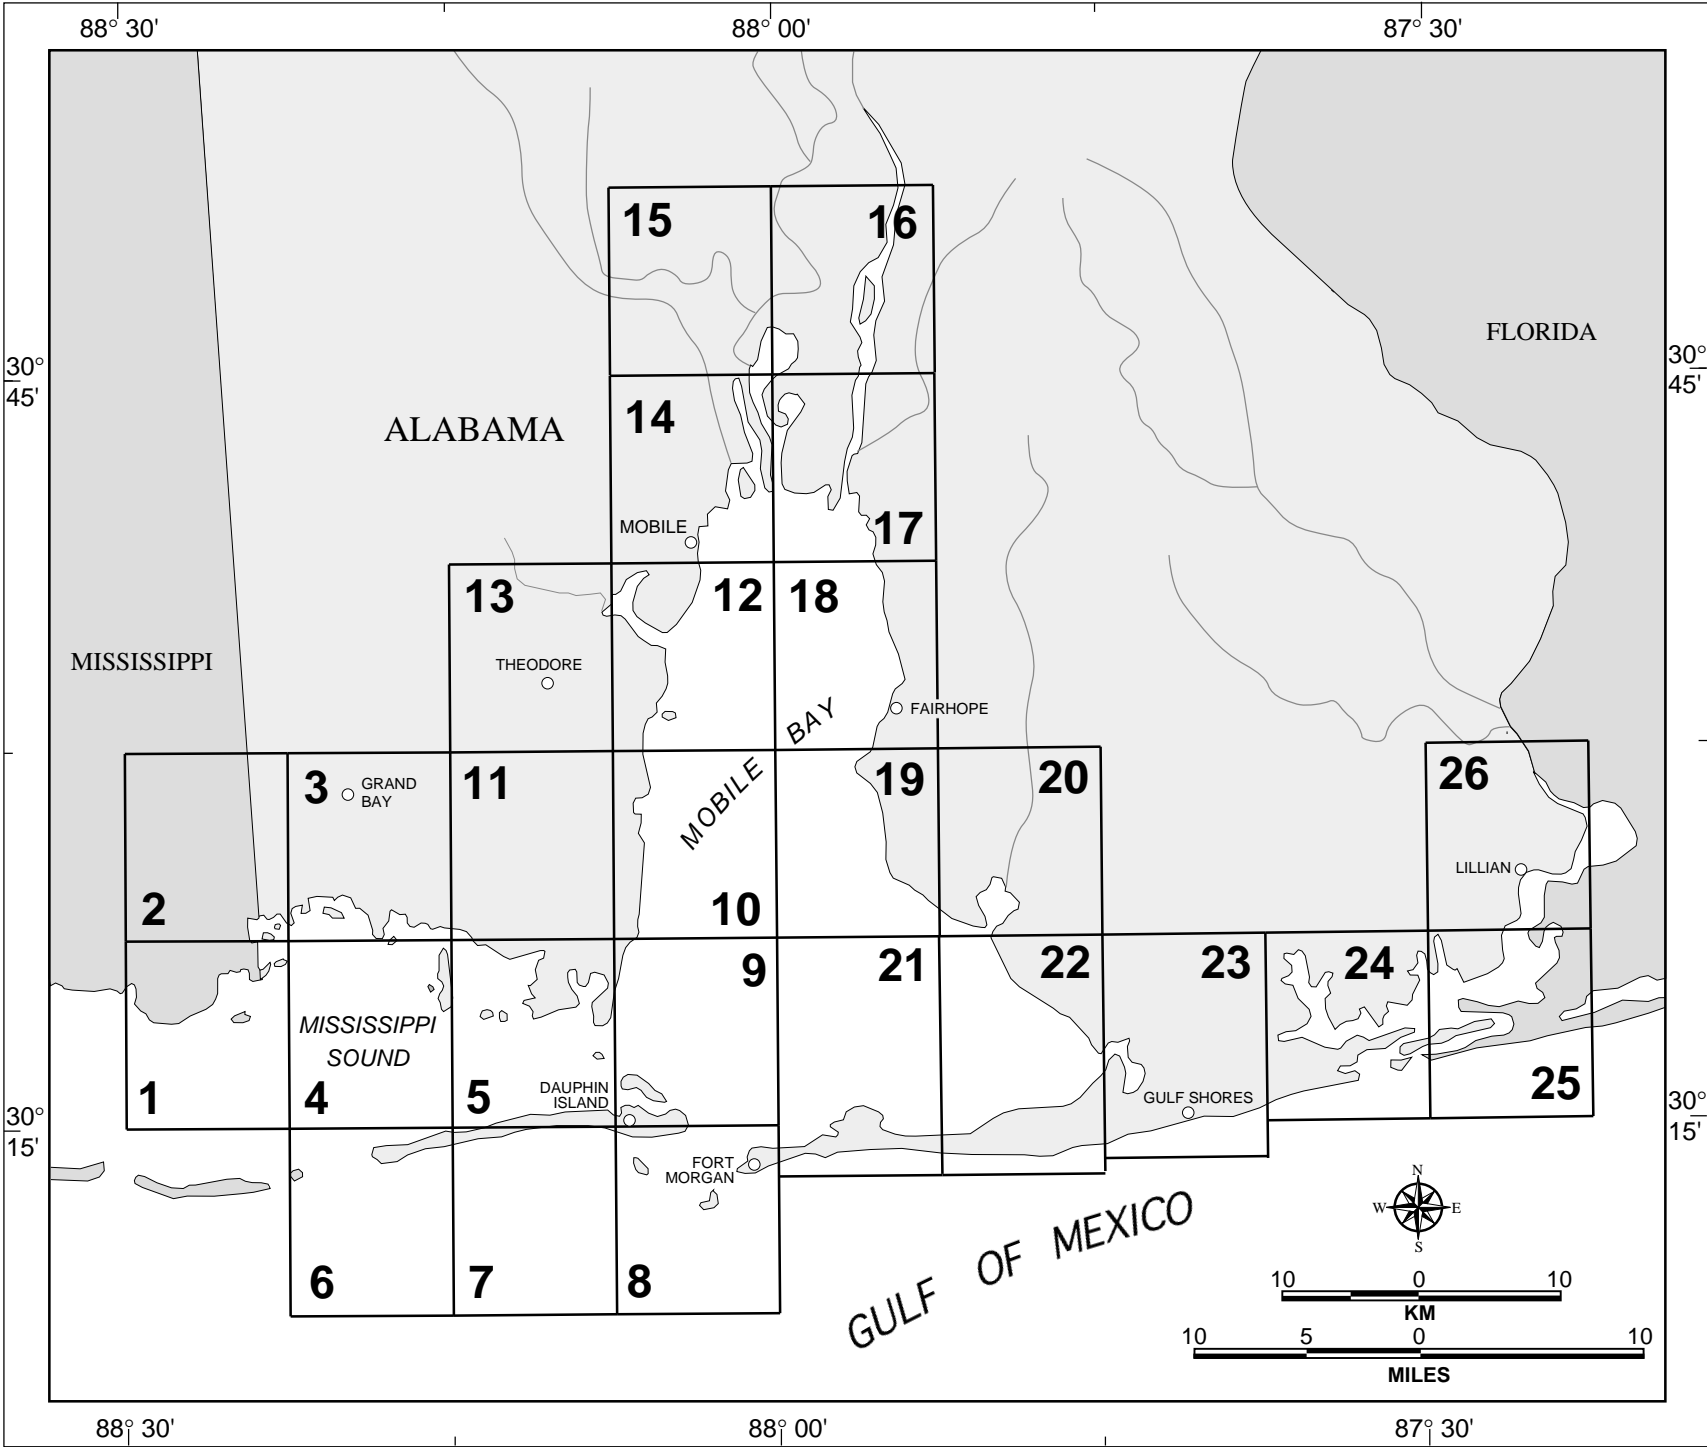 88° 30'
88° 00'
87° 30'
15
16
FLORIDA
30°
45'
30°
45'
14
ALABAMA
MOBILE
17
13
12
18
MISSISSIPPI
THEODORE
FAIRHOPE
BAY
MOBILE
3
GRAND
BAY
11
19
20
26
LILLIAN
2
10
9
21
22
23
24
MISSISSIPPI
SOUND
1
4
5
DAUPHIN
ISLAND
GULF SHORES
25
30°
15'
30°
15'
FORT
MORGAN
6
7
8
GULF OF MEXICO
N
W
E
S
10 0 10
KM
10 5 0 10
MILES
88° 30'
88° 00'
87° 30'